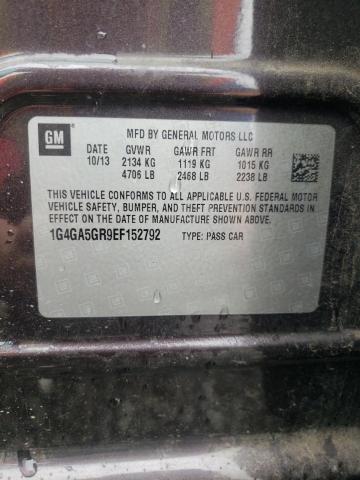 GM
MFD BY GENERAL MOTORS LLC
DATE GVWR GAWR FRT GAWR RR
10/13 2134 KG 1119 KG 1015 KG
4706 LB 2468 LB 2238 LB
THIS VEHICLE CONFORMS TO ALL APPLICABLE U.S. FEDERAL MOTOR
VEHICLE SAFETY, BUMPER, AND THEFT PREVENTION STANDARDS IN
EFFECT ON THE DATE OF MANUFACTURE SHOWN ABOVE.
1G4GA5GR9EF152792 TYPE: PASS CAR